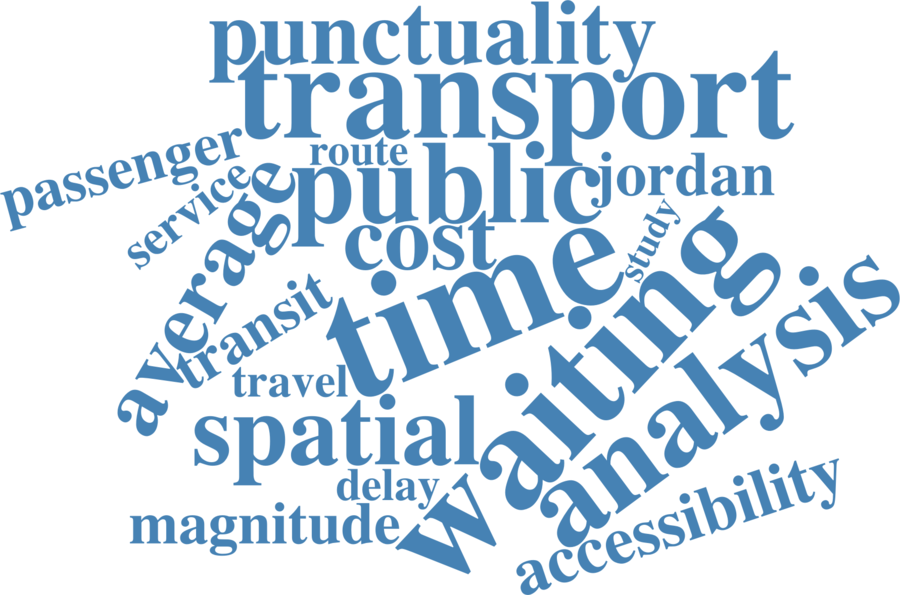 punctuality
transport
passenger
route
public
jordan
service
average
cost
study
time
waiting
transit
analysis
travel
spatial
delay
magnitude
accessibility